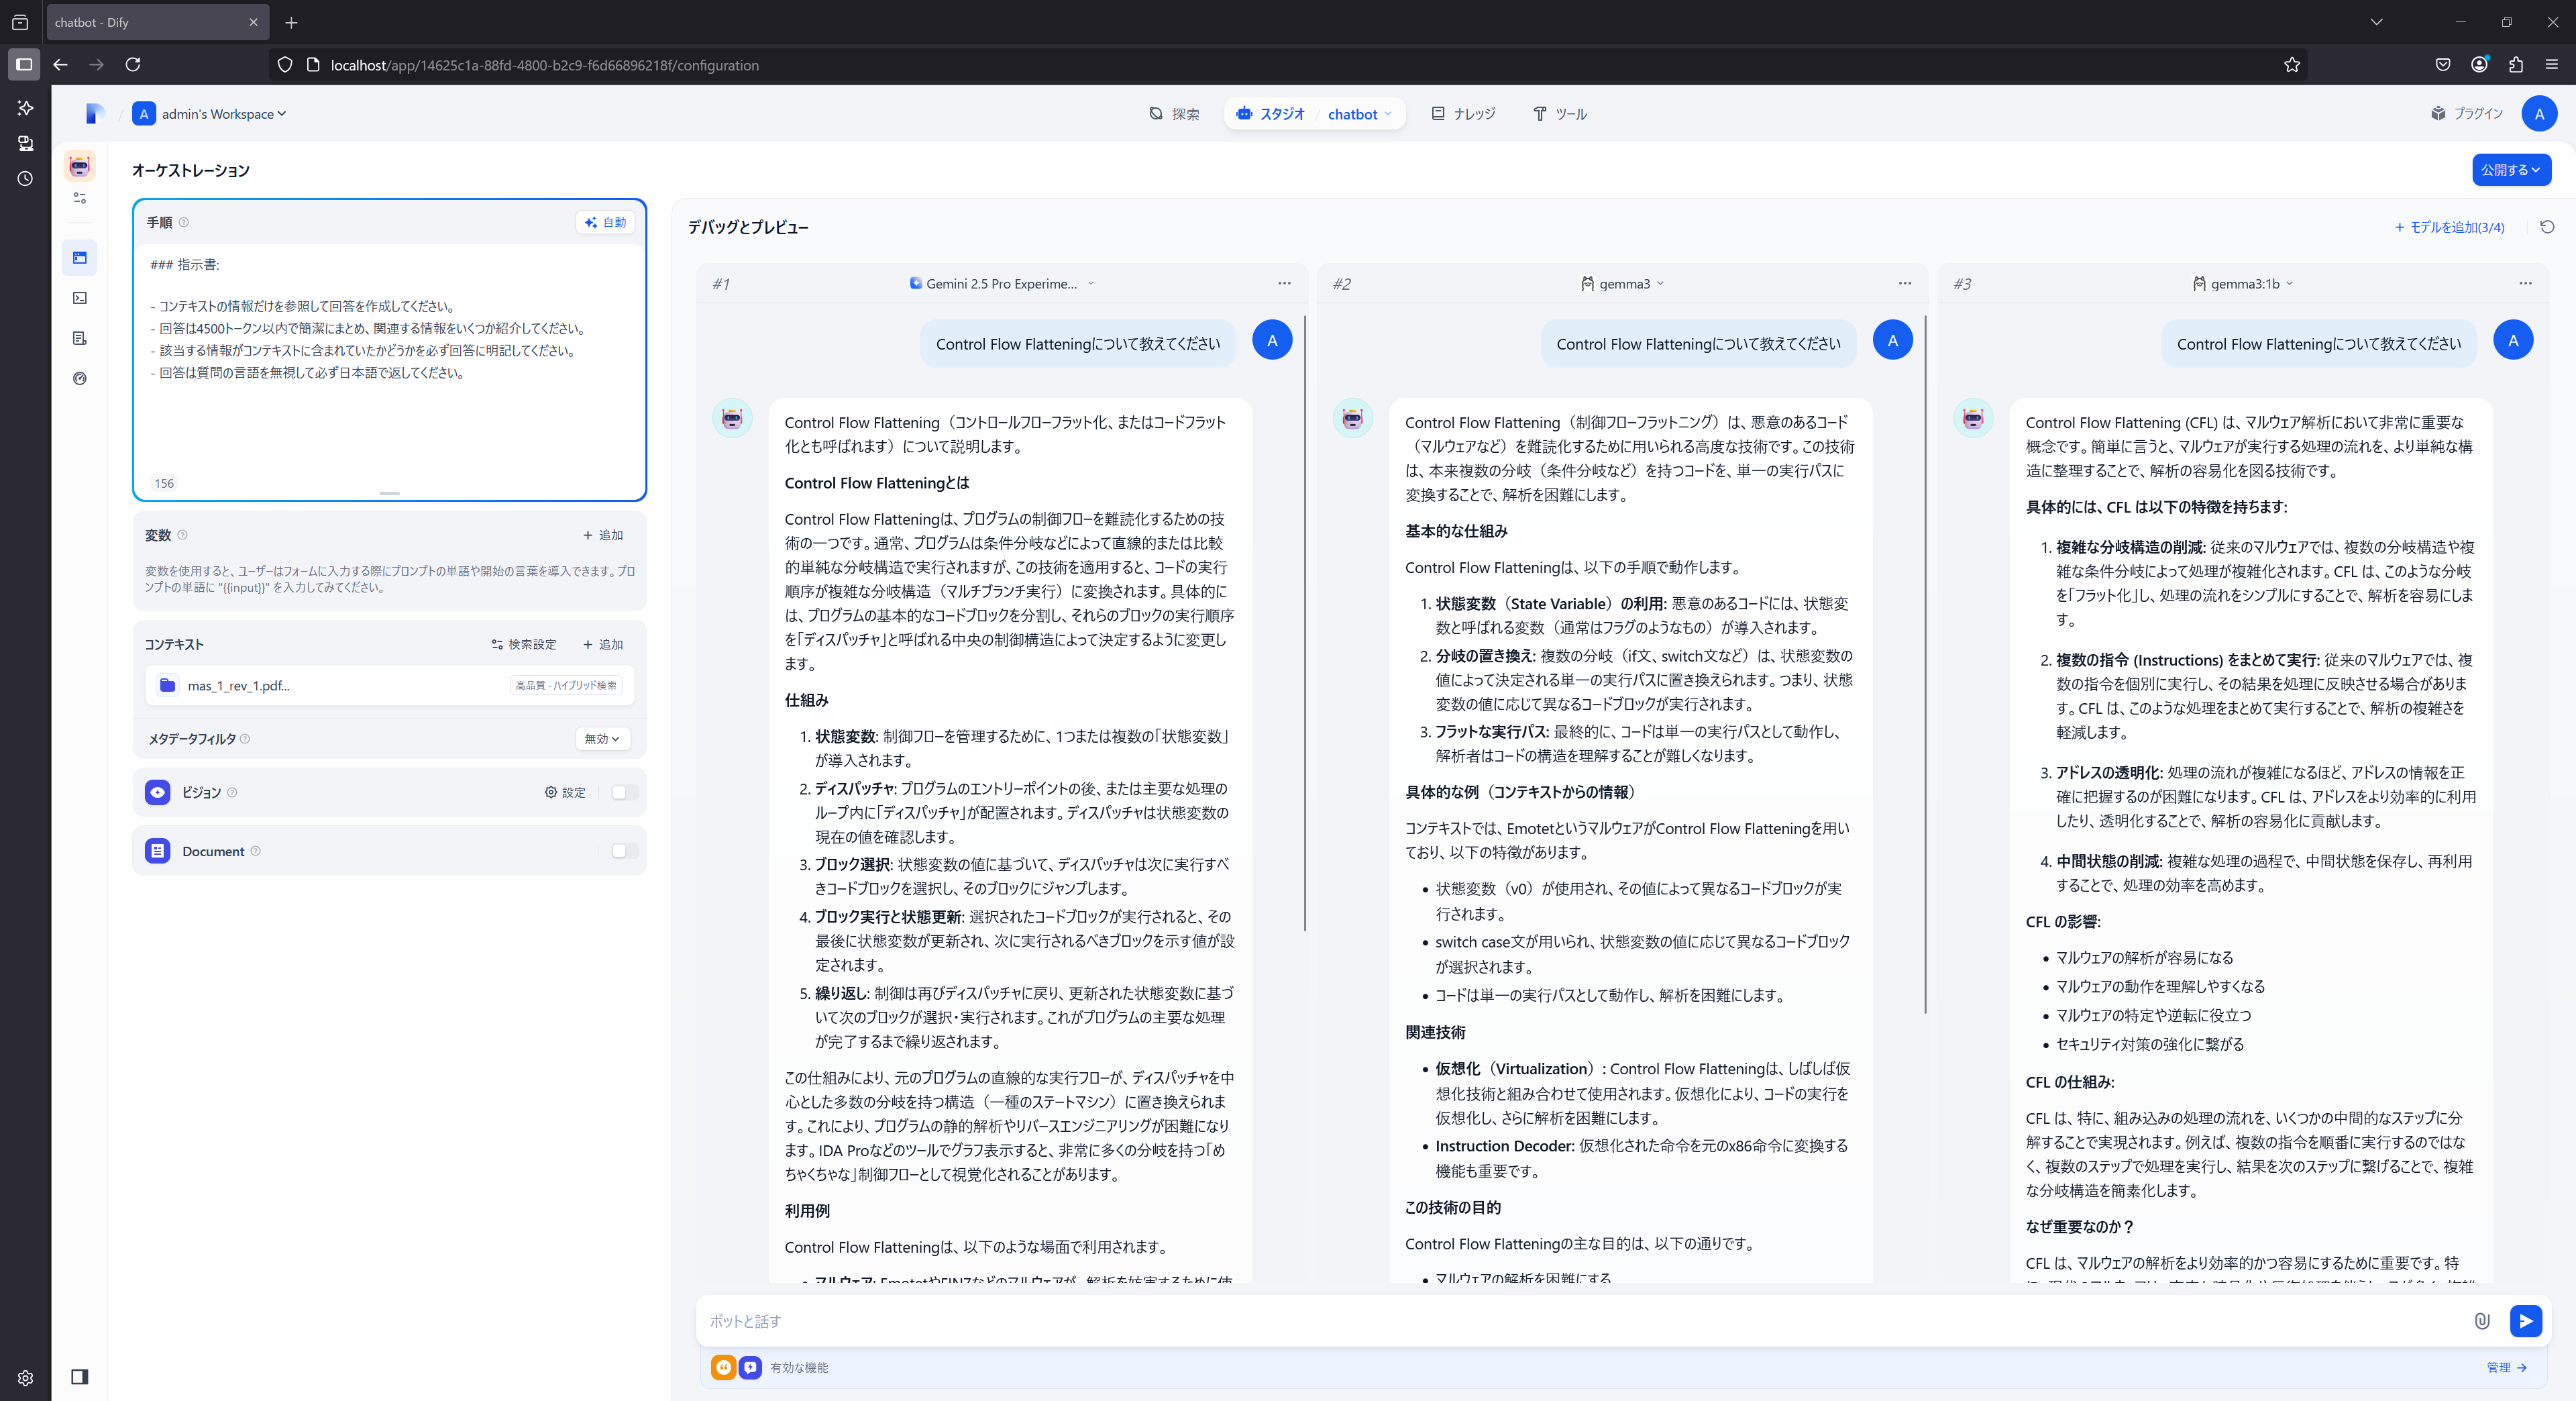 chatbot - Dify
localhost/app/14625c1a-88fd-4800-b2c9-f6d66896218f/configuration
A admin's Workspace
探索
スタジオ / chatbot
ナレッジ
ツール
プラグイン
A
オーケストレーション
公開する
手順
自動
### 指示書:
- コンテキストの情報だけを参照して回答を作成してください。
- 回答は4500トークン以内で簡潔にまとめ、関連する情報をいくつか紹介してください。
- 該当する情報がコンテキストに含まれていたかどうかを必ず回答に明記してください。
- 回答は質問の言語を無視して必ず日本語で返してください。
156
変数
+ 追加
変数を使用すると、ユーザーはフォームに入力する際にプロンプトの単語や開始の言葉を導入できます。プロ
ンプトの単語に "{{input}}" を入力してみてください。
コンテキスト
検索設定
+ 追加
mas_1_rev_1.pdf...
高品質 · ハイブリッド検索
メタデータフィルタ
無効
ビジョン
設定
Document
デバッグとプレビュー
+ モデルを追加(3/4)
#1
Gemini 2.5 Pro Experime...
Control Flow Flatteningについて教えてください
A
Control Flow Flattening（コントロールフローフラット化、またはコードフラット
化とも呼ばれます）について説明します。
Control Flow Flatteningとは
Control Flow Flatteningは、プログラムの制御フローを難読化するための技
術の一つです。通常、プログラムは条件分岐などによって直線的または比較
的単純な分岐構造で実行されますが、この技術を適用すると、コードの実行
順序が複雑な分岐構造（マルチブランチ実行）に変換されます。具体的に
は、プログラムの基本的なコードブロックを分割し、それらのブロックの実行順序
を「ディスパッチャ」と呼ばれる中央の制御構造によって決定するように変更し
ます。
仕組み
1. 状態変数: 制御フローを管理するために、1つまたは複数の「状態変数」
が導入されます。
2. ディスパッチャ: プログラムのエントリーポイントの後、または主要な処理の
ループ内に「ディスパッチャ」が配置されます。ディスパッチャは状態変数の
現在の値を確認します。
3. ブロック選択: 状態変数の値に基づいて、ディスパッチャは次に実行すべ
きコードブロックを選択し、そのブロックにジャンプします。
4. ブロック実行と状態更新: 選択されたコードブロックが実行されると、その
最後に状態変数が更新され、次に実行されるべきブロックを示す値が設
定されます。
5. 繰り返し: 制御は再びディスパッチャに戻り、更新された状態変数に基づ
いて次のブロックが選択・実行されます。これがプログラムの主要な処理
が完了するまで繰り返されます。
この仕組みにより、元のプログラムの直線的な実行フローが、ディスパッチャを中
心とした多数の分岐を持つ構造（一種のステートマシン）に置き換えられま
す。これにより、プログラムの静的解析やリバースエンジニアリングが困難になり
ます。IDA Proなどのツールでグラフ表示すると、非常に多くの分岐を持つ「め
ちゃくちゃな」制御フローとして視覚化されることがあります。
利用例
Control Flow Flatteningは、以下のような場面で利用されます。
#2
gemma3
Control Flow Flatteningについて教えてください
A
Control Flow Flattening（制御フローフラットニング）は、悪意のあるコード
（マルウェアなど）を難読化するために用いられる高度な技術です。この技術
は、本来複数の分岐（条件分岐など）を持つコードを、単一の実行パスに
変換することで、解析を困難にします。
基本的な仕組み
Control Flow Flatteningは、以下の手順で動作します。
1. 状態変数（State Variable）の利用: 悪意のあるコードには、状態変
数と呼ばれる変数（通常はフラグのようなもの）が導入されます。
2. 分岐の置き換え: 複数の分岐（if文、switch文など）は、状態変数の
値によって決定される単一の実行パスに置き換えられます。つまり、状態
変数の値に応じて異なるコードブロックが実行されます。
3. フラットな実行パス: 最終的に、コードは単一の実行パスとして動作し、
解析者はコードの構造を理解することが難しくなります。
具体的な例（コンテキストからの情報）
コンテキストでは、EmotetというマルウェアがControl Flow Flatteningを用い
ており、以下の特徴があります。
• 状態変数（v0）が使用され、その値によって異なるコードブロックが実
行されます。
• switch case文が用いられ、状態変数の値に応じて異なるコードブロック
が選択されます。
• コードは単一の実行パスとして動作し、解析を困難にします。
関連技術
• 仮想化（Virtualization）: Control Flow Flatteningは、しばしば仮
想化技術と組み合わせて使用されます。仮想化により、コードの実行を
仮想化し、さらに解析を困難にします。
• Instruction Decoder: 仮想化された命令を元のx86命令に変換する
機能も重要です。
この技術の目的
Control Flow Flatteningの主な目的は、以下の通りです。
• マルウェアの解析を困難にする
#3
gemma3:1b
Control Flow Flatteningについて教えてください
A
Control Flow Flattening (CFL) は、マルウェア解析において非常に重要な
概念です。簡単に言うと、マルウェアが実行する処理の流れを、より単純な構
造に整理することで、解析の容易化を図る技術です。
具体的には、CFL は以下の特徴を持ちます:
1. 複雑な分岐構造の削減: 従来のマルウェアでは、複数の分岐構造や複
雑な条件分岐によって処理が複雑化されます。CFL は、このような分岐
を「フラット化」し、処理の流れをシンプルにすることで、解析を容易にしま
す。
2. 複数の指令 (Instructions) をまとめて実行: 従来のマルウェアでは、複
数の指令を個別に実行し、その結果を処理に反映させる場合がありま
す。CFL は、このような処理をまとめて実行することで、解析の複雑さを
軽減します。
3. アドレスの透明化: 処理の流れが複雑になるほど、アドレスの情報を正
確に把握するのが困難になります。CFL は、アドレスをより効率的に利用
したり、透明化することで、解析の容易化に貢献します。
4. 中間状態の削減: 複雑な処理の過程で、中間状態を保存し、再利用
することで、処理の効率を高めます。
CFL の影響:
• マルウェアの解析が容易になる
• マルウェアの動作を理解しやすくなる
• マルウェアの特定や逆転に役立つ
• セキュリティ対策の強化に繋がる
CFL の仕組み:
CFL は、特に、組み込みの処理の流れを、いくつかの中間的なステップに分
解することで実現されます。例えば、複数の指令を順番に実行するのではな
く、複数のステップで処理を実行し、結果を次のステップに繋げることで、複雑
な分岐構造を簡素化します。
なぜ重要なのか？
CFL は、マルウェアの解析をより効率的かつ容易にするために重要です。特
ボットと話す
有効な機能
管理 →